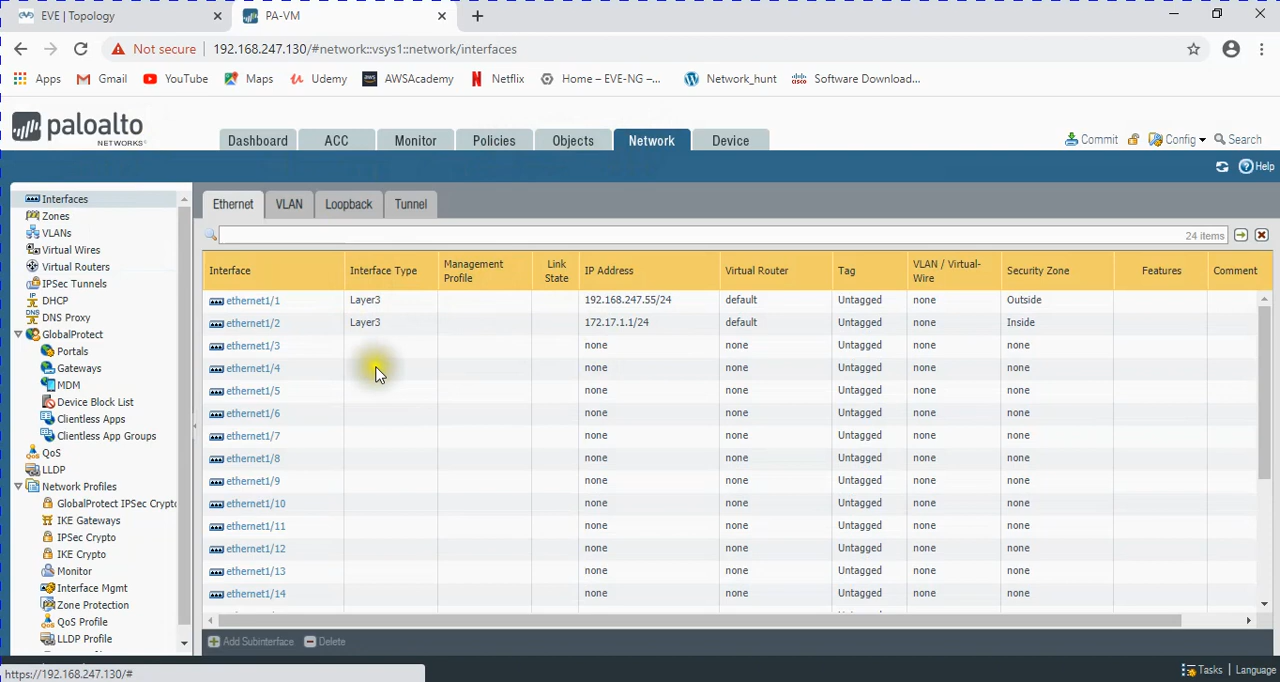 EVE | Topology
PA-VM
Not secure 192.168.247.130/#network::vsys1::network/interfaces
Apps Gmail YouTube Maps Udemy AWSAcademy Netflix Home – EVE-NG –... Network_hunt Software Download...
paloalto
NETWORKS
Dashboard ACC Monitor Policies Objects Network Device
Commit Config Search
Help
Interfaces
Zones
VLANs
Virtual Wires
Virtual Routers
IPSec Tunnels
DHCP
DNS Proxy
GlobalProtect
Portals
Gateways
MDM
Device Block List
Clientless Apps
Clientless App Groups
QoS
LLDP
Network Profiles
GlobalProtect IPSec Crypto
IKE Gateways
IPSec Crypto
IKE Crypto
Monitor
Interface Mgmt
Zone Protection
QoS Profile
LLDP Profile
Ethernet VLAN Loopback Tunnel
24 items
Interface Interface Type Management Profile Link State IP Address Virtual Router Tag VLAN / Virtual-Wire Security Zone Features Comment
ethernet1/1 Layer3 192.168.247.55/24 default Untagged none Outside
ethernet1/2 Layer3 172.17.1.1/24 default Untagged none Inside
ethernet1/3 none none Untagged none none
ethernet1/4 none none Untagged none none
ethernet1/5 none none Untagged none none
ethernet1/6 none none Untagged none none
ethernet1/7 none none Untagged none none
ethernet1/8 none none Untagged none none
ethernet1/9 none none Untagged none none
ethernet1/10 none none Untagged none none
ethernet1/11 none none Untagged none none
ethernet1/12 none none Untagged none none
ethernet1/13 none none Untagged none none
ethernet1/14 none none Untagged none none
Add Subinterface Delete
https://192.168.247.130/#
Tasks Language